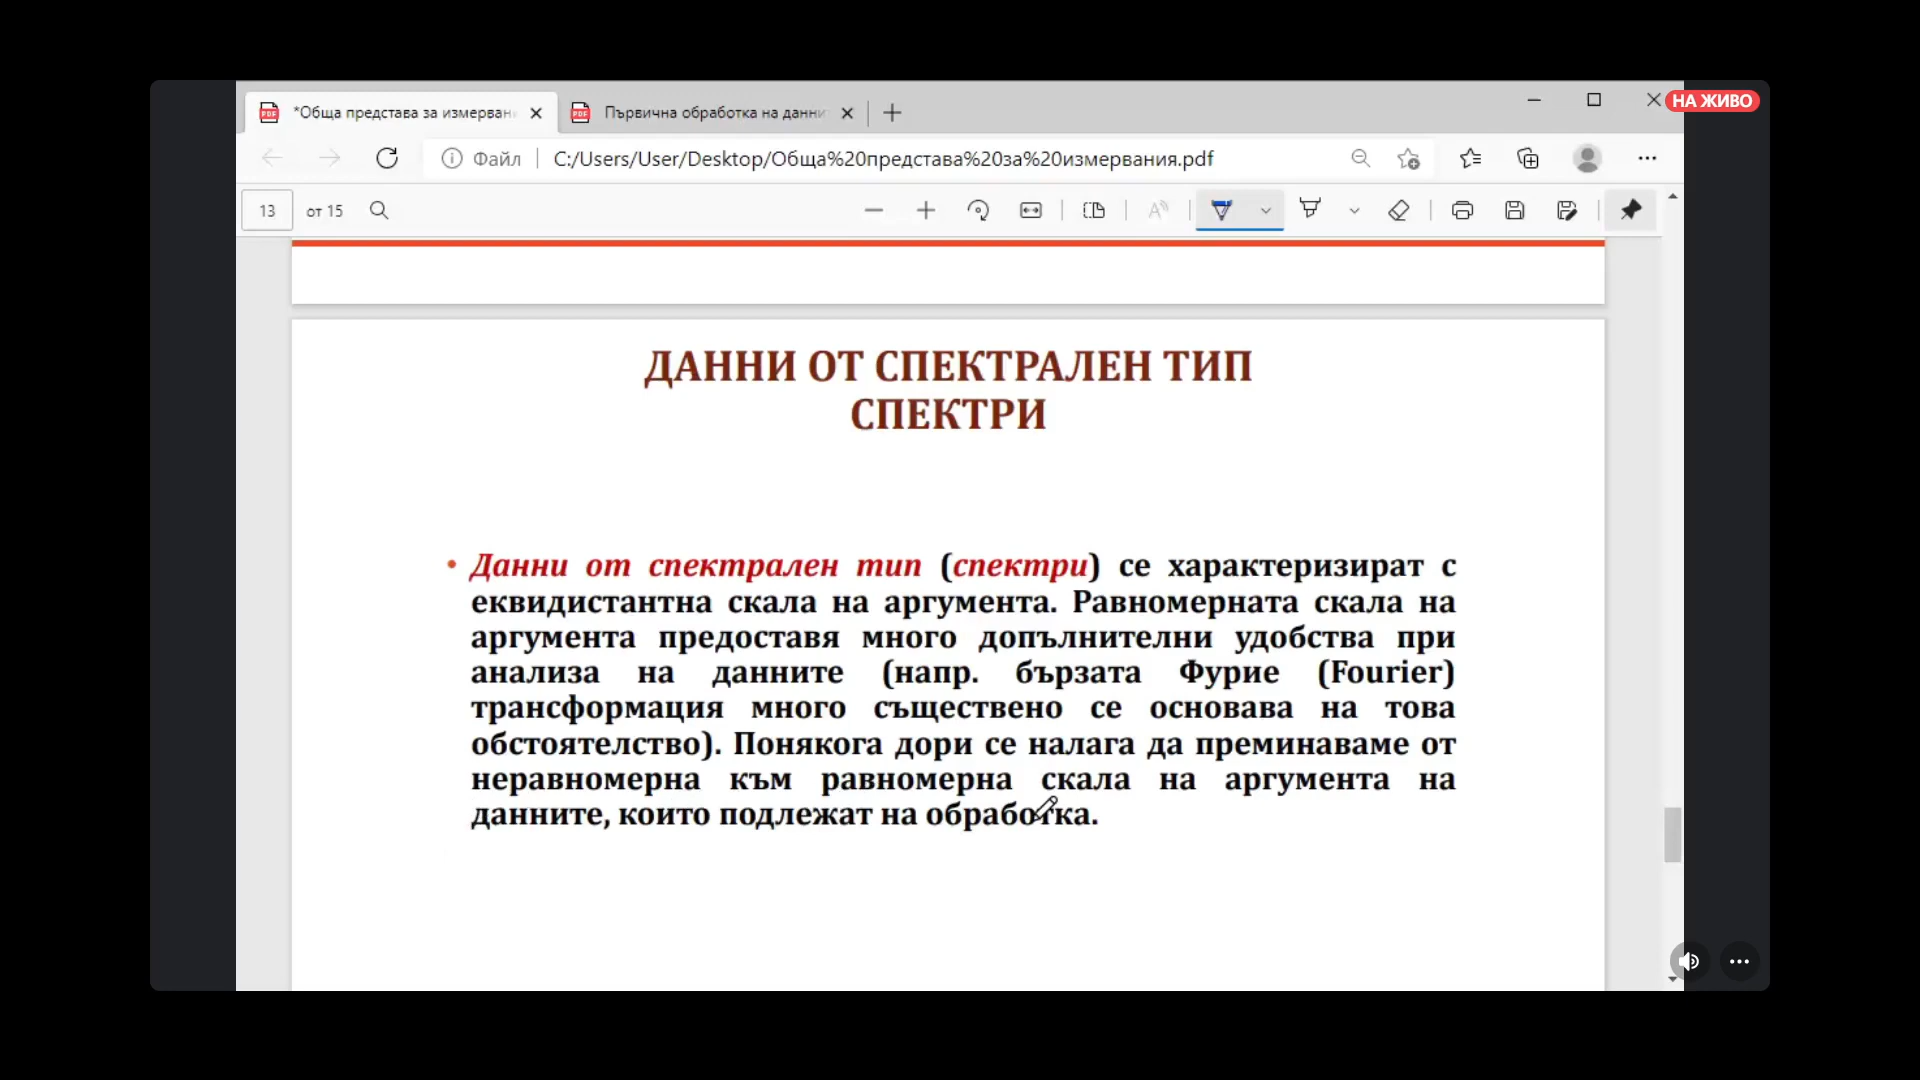 *Обща представа за измерван
Първична обработка на данни
НА ЖИВО
Файл
C:/Users/User/Desktop/Обща%20представа%20за%20измервания.pdf
13
от 15
ДАННИ ОТ СПЕКТРАЛЕН ТИП
СПЕКТРИ
• Данни от спектрален тип (спектри) се характеризират с
еквидистантна скала на аргумента. Равномерната скала на
аргумента предоставя много допълнителни удобства при
анализа на данните (напр. бързата Фурие (Fourier)
трансформация много съществено се основава на това
обстоятелство). Понякога дори се налага да преминаваме от
неравномерна към равномерна скала на аргумента на
данните, които подлежат на обработка.